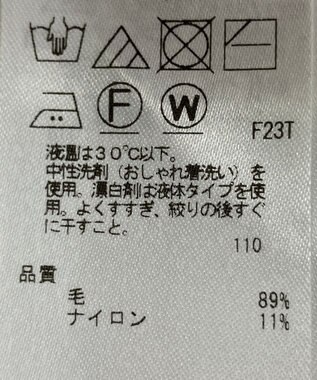 F W
F23T
液温は30℃以下。
中性洗剤(おしゃれ着洗い)を
使用。漂白剤は液体タイプを使
用。よくすすぎ、絞りの後すぐ
に干すこと。
110
品質
毛 89%
ナイロン 11%